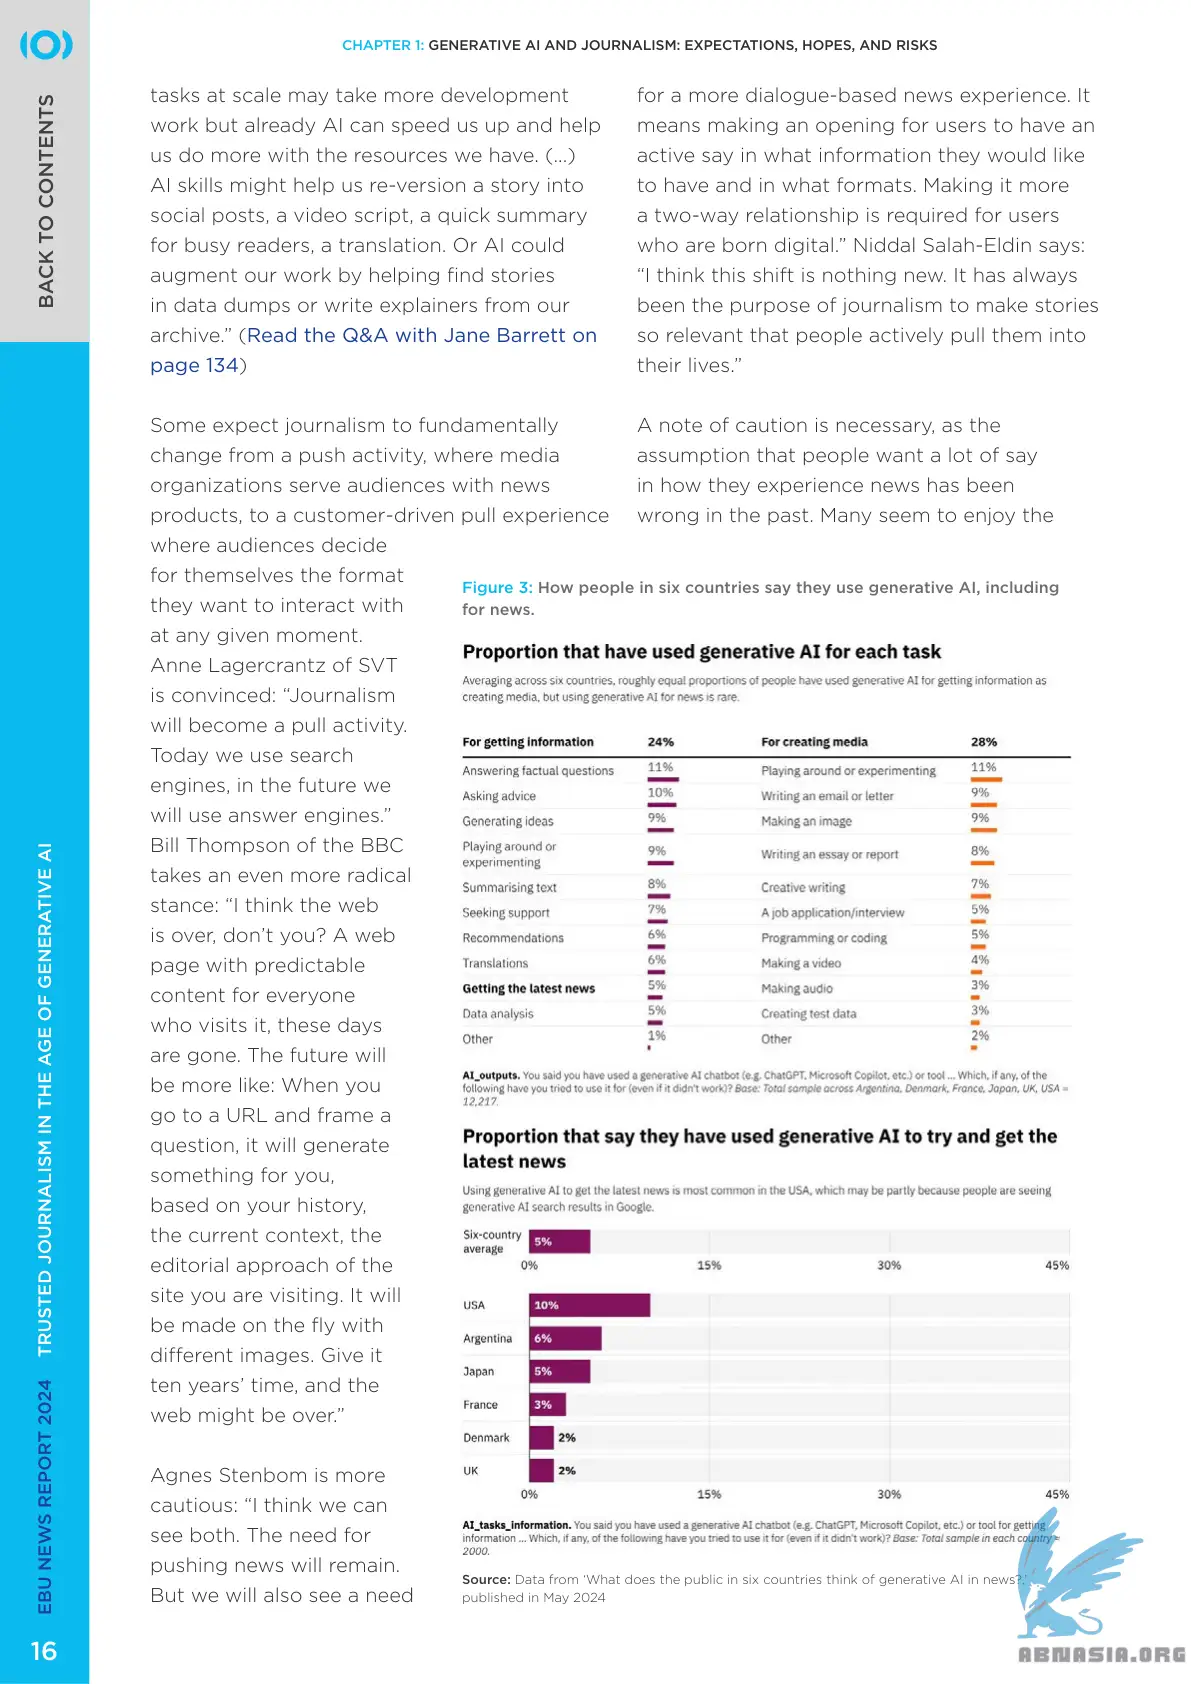 CHAPTER 1: GENERATIVE AI AND JOURNALISM: EXPECTATIONS, HOPES, AND RISKS
BACK TO CONTENTS
EBU NEWS REPORT 2024 TRUSTED JOURNALISM IN THE AGE OF GENERATIVE AI
16
tasks at scale may take more development
work but already AI can speed us up and help
us do more with the resources we have. (...)
AI skills might help us re-version a story into
social posts, a video script, a quick summary
for busy readers, a translation. Or AI could
augment our work by helping find stories
in data dumps or write explainers from our
archive.” (Read the Q&A with Jane Barrett on
page 134)
Some expect journalism to fundamentally
change from a push activity, where media
organizations serve audiences with news
products, to a customer-driven pull experience
where audiences decide
for themselves the format
they want to interact with
at any given moment.
Anne Lagercrantz of SVT
is convinced: “Journalism
will become a pull activity.
Today we use search
engines, in the future we
will use answer engines.”
Bill Thompson of the BBC
takes an even more radical
stance: “I think the web
is over, don’t you? A web
page with predictable
content for everyone
who visits it, these days
are gone. The future will
be more like: When you
go to a URL and frame a
question, it will generate
something for you,
based on your history,
the current context, the
editorial approach of the
site you are visiting. It will
be made on the fly with
different images. Give it
ten years’ time, and the
web might be over.”
Agnes Stenbom is more
cautious: “I think we can
see both. The need for
pushing news will remain.
But we will also see a need
for a more dialogue-based news experience. It
means making an opening for users to have an
active say in what information they would like
to have and in what formats. Making it more
a two-way relationship is required for users
who are born digital.” Niddal Salah-Eldin says:
“I think this shift is nothing new. It has always
been the purpose of journalism to make stories
so relevant that people actively pull them into
their lives.”
A note of caution is necessary, as the
assumption that people want a lot of say
in how they experience news has been
wrong in the past. Many seem to enjoy the
Figure 3: How people in six countries say they use generative AI, including
for news.
Proportion that have used generative AI for each task
Averaging across six countries, roughly equal proportions of people have used generative AI for getting information as
creating media, but using generative AI for news is rare.
For getting information 24% For creating media 28%
Answering factual questions 11% Playing around or experimenting 11%
Asking advice 10% Writing an email or letter 9%
Generating ideas 9% Making an image 9%
Playing around or
experimenting 9% Writing an essay or report 8%
Summarising text 8% Creative writing 7%
Seeking support 7% A job application/interview 5%
Recommendations 6% Programming or coding 5%
Translations 6% Making a video 4%
Getting the latest news 5% Making audio 3%
Data analysis 5% Creating test data 3%
Other 1% Other 2%
AI_outputs. You said you have used a generative AI chatbot (e.g. ChatGPT, Microsoft Copilot, etc.) or tool ... Which, if any, of the
following have you tried to use it for (even if it didn't work)? Base: Total sample across Argentina, Denmark, France, Japan, UK, USA =
12,217.
Proportion that say they have used generative AI to try and get the
latest news
Using generative AI to get the latest news is most common in the USA, which may be partly because people are seeing
generative AI search results in Google.
Six-country
average 5%
0% 15% 30% 45%
USA 10%
Argentina 6%
Japan 5%
France 3%
Denmark 2%
UK 2%
0% 15% 30% 45%
AI_tasks_information. You said you have used a generative AI chatbot (e.g. ChatGPT, Microsoft Copilot, etc.) or tool for getting
information ... Which, if any, of the following have you tried to use it for (even if it didn't work)? Base: Total sample in each country =
2000.
Source: Data from ‘What does the public in six countries think of generative AI in news?,’
published in May 2024
ABNASIA.ORG